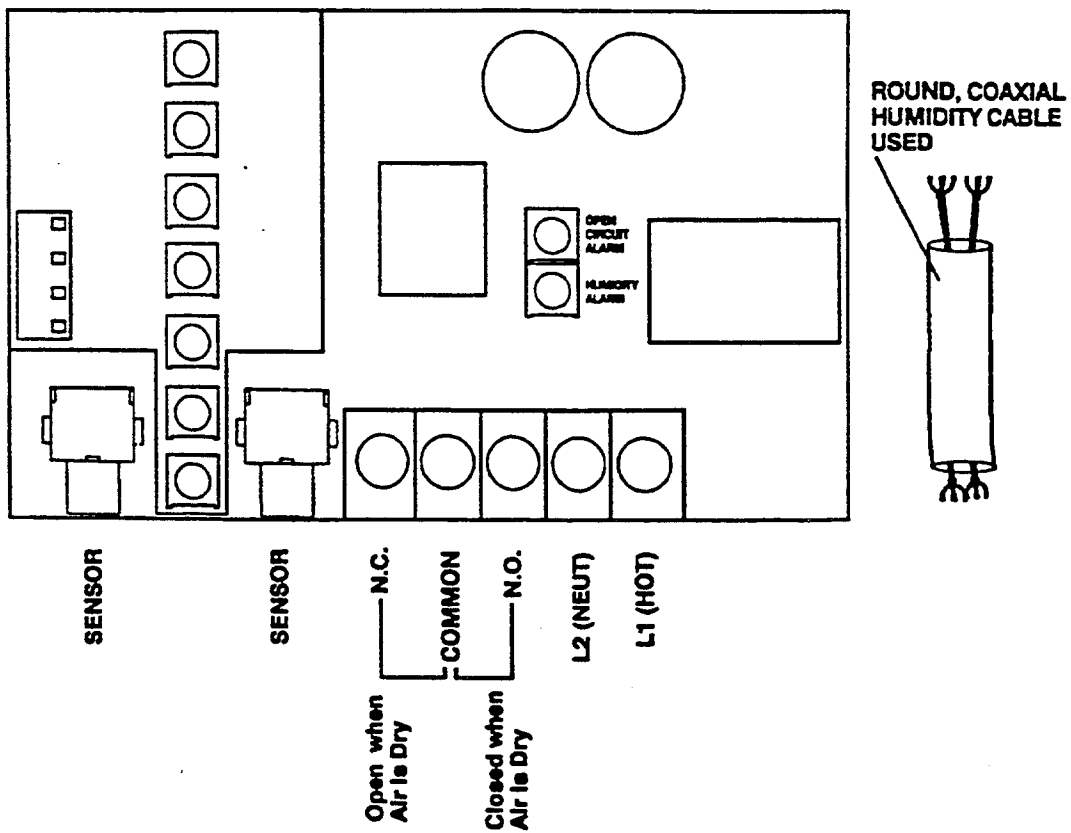 ROUND, COAXIAL
HUMIDITY CABLE
USED
OPEN
CIRCUIT
ALARM
HUMIDITY
ALARM
SENSOR
SENSOR
N.C.
COMMON
N.O.
L2 (NEUT)
L1 (HOT)
Open when
Air is Dry
Closed when
Air is Dry